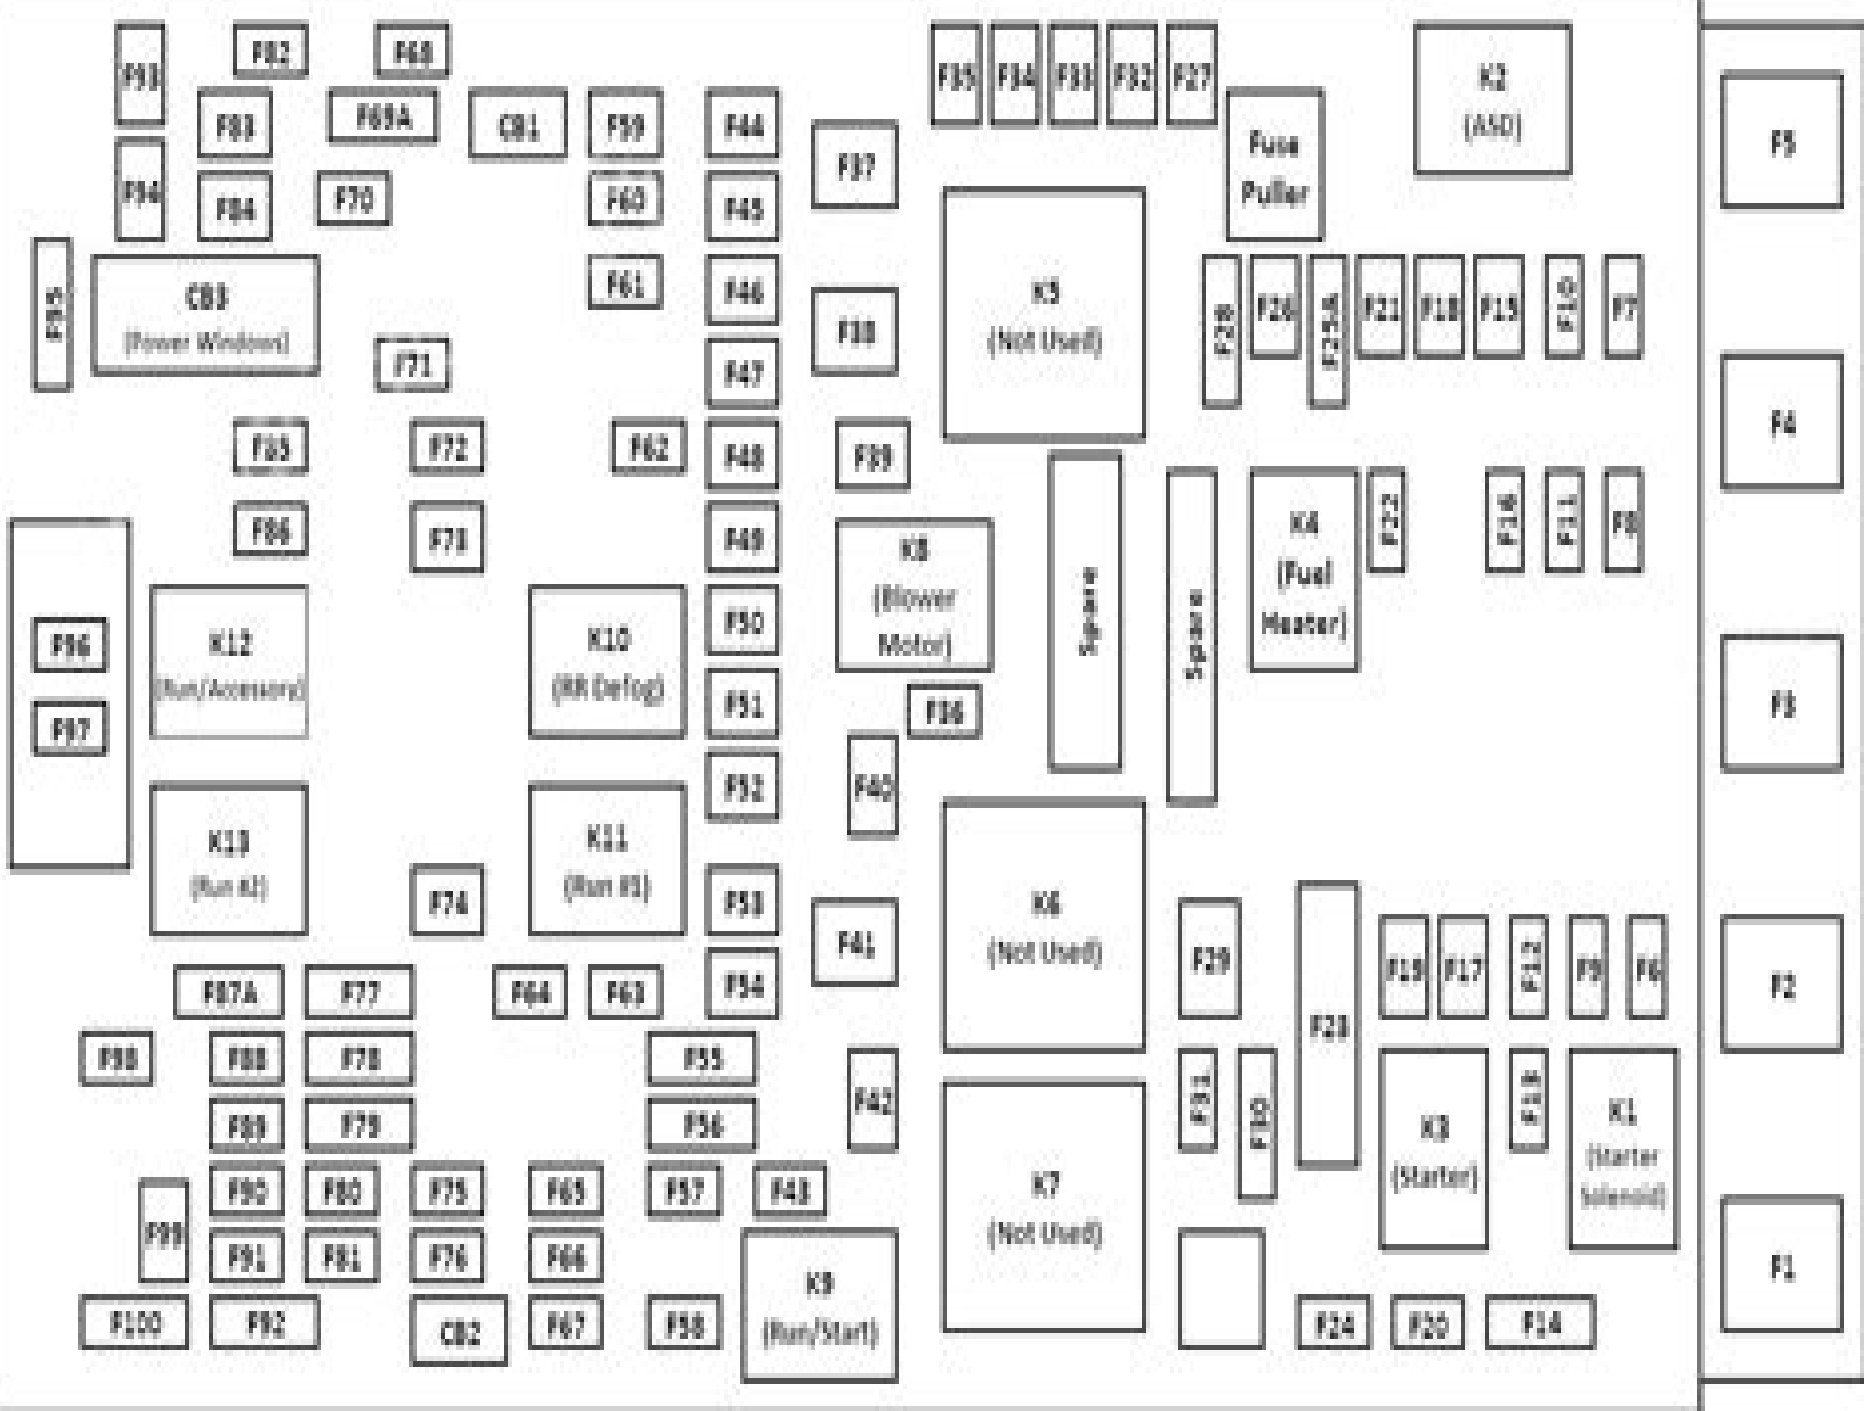 F93
F82
F68
F83
F69A
CB1
F59
F44
F94
F84
F70
F60
F45
F37
F35
F34
F33
F32
F27
Fuse
Puller
K2
(ASD)
F5
F95
CB3
(Power Windows)
F61
F46
F38
K5
(Not Used)
F28
F26
F25A
F21
F18
F15
F10
F7
F71
F47
F4
F85
F72
F62
F48
F39
F86
F73
F49
K8
(Blower
Motor)
Spare
Spare
K4
(Fuel
Heater)
F22
F16
F11
F8
F96
F97
K12
(Run/Accessory)
K10
(RR Defog)
F50
F51
F36
F3
F52
F40
K13
(Run #2)
K11
(Run #1)
F74
F53
F41
K6
(Not Used)
F29
F23
F19
F17
F12
F9
F6
F2
F87A
F77
F64
F63
F54
F98
F88
F78
F55
F42
F31
F30
K3
(Starter)
F13
K1
(Starter
Solenoid)
F89
F79
F56
K7
(Not Used)
F99
F90
F80
F75
F65
F57
F43
F91
F81
F76
F66
K9
(Run/Start)
F1
F100
F92
CB2
F67
F58
F24
F20
F14